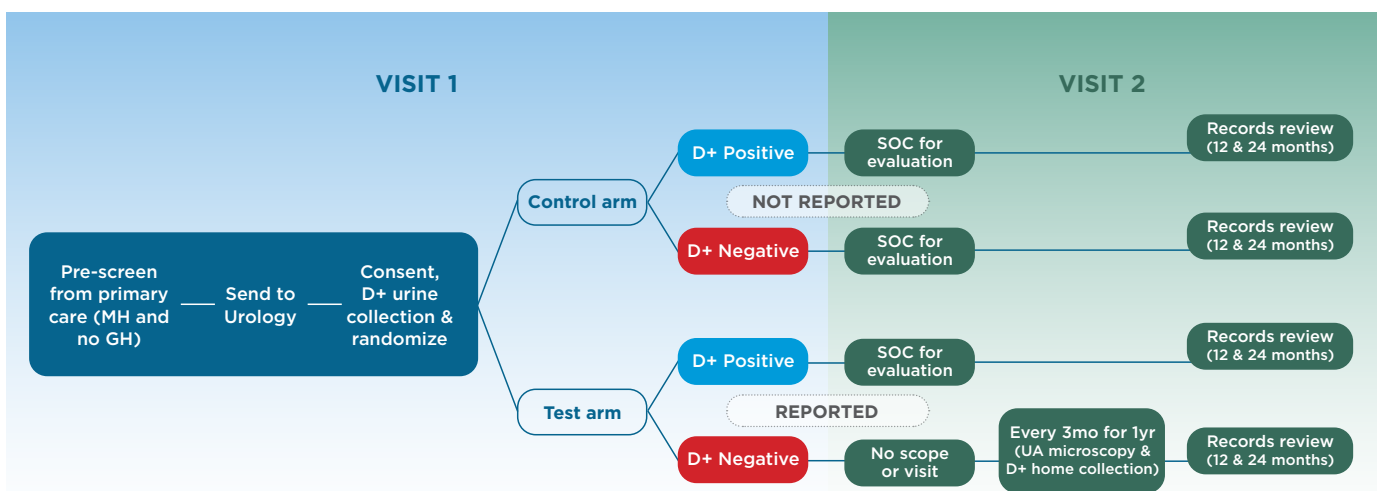 VISIT 1
VISIT 2
Pre-screen
from primary
care (MH and
no GH)
Send to
Urology
Consent,
D+ urine
collection &
randomize
Control arm
D+ Positive
SOC for
evaluation
Records review
(12 & 24 months)
NOT REPORTED
D+ Negative
SOC for
evaluation
Records review
(12 & 24 months)
Test arm
D+ Positive
SOC for
evaluation
Records review
(12 & 24 months)
REPORTED
D+ Negative
No scope
or visit
Every 3mo for 1yr
(UA microscopy &
D+ home collection)
Records review
(12 & 24 months)